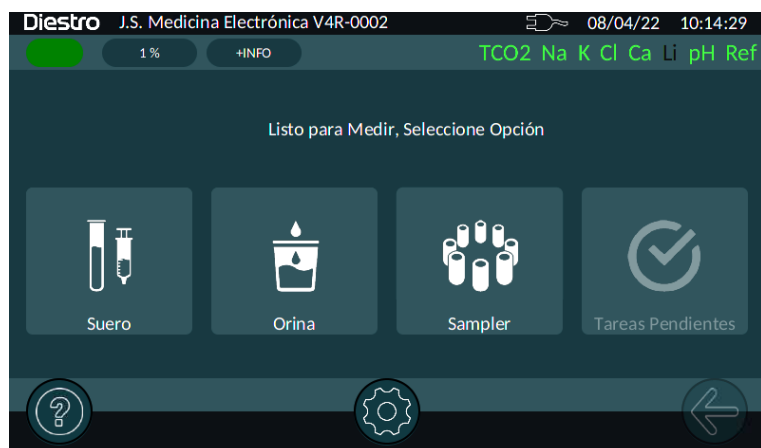 Diestro J.S. Medicina Electrónica V4R-0002 08/04/22 10:14:29
1 % +INFO TCO2 Na K Cl Ca Li pH Ref
Listo para Medir, Seleccione Opción
Suero Orina Sampler Tareas Pendientes
?